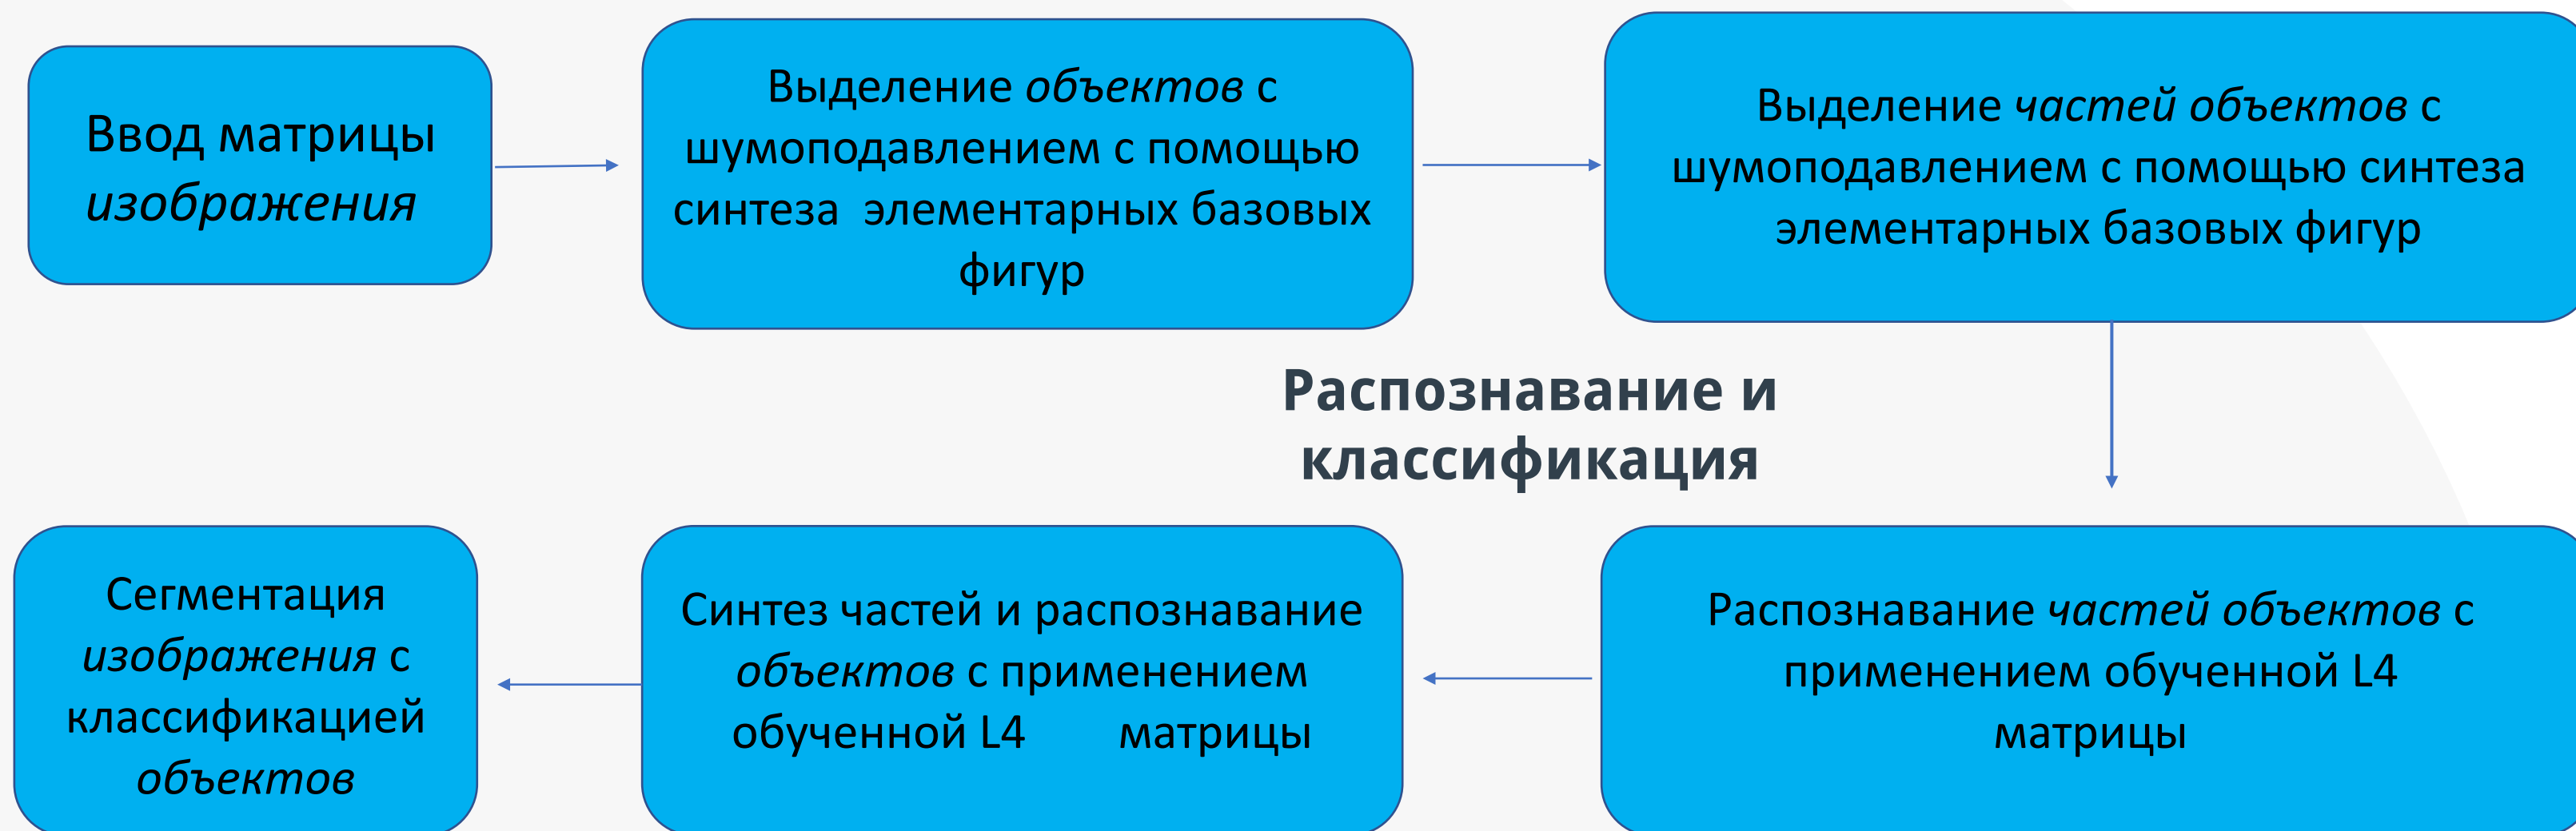 Ввод матрицы
изображения
Выделение объектов с
шумоподавлением с помощью
синтеза элементарных базовых
фигур
Выделение частей объектов с
шумоподавлением с помощью синтеза
элементарных базовых фигур
Распознавание и
классификация
Распознавание частей объектов с
применением обученной L4
матрицы
Синтез частей и распознавание
объектов с применением
обученной L4 матрицы
Сегментация
изображения с
классификацией
объектов